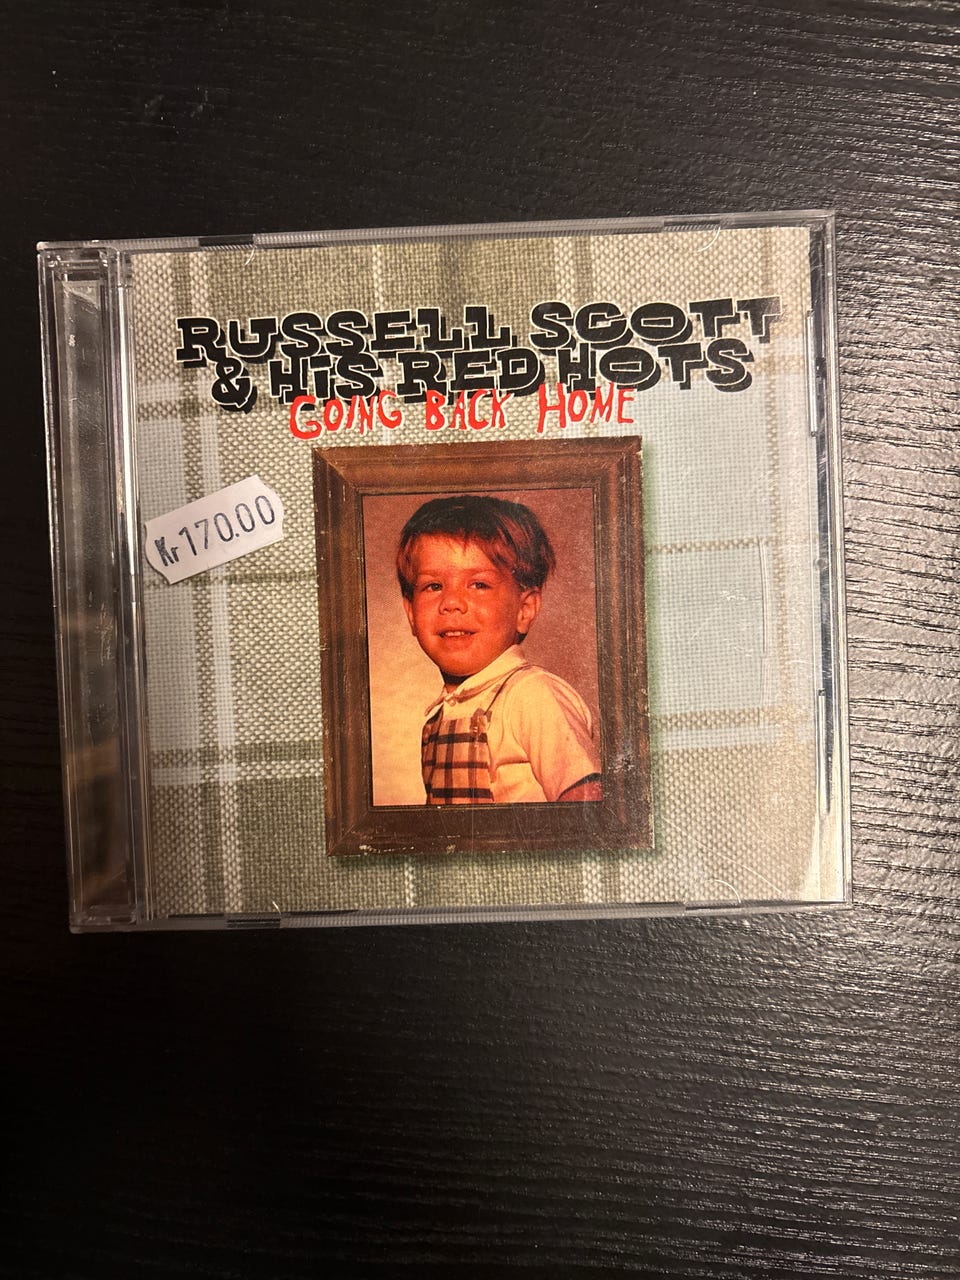 RUSSELL SCOTT
& HiS RED HOTS
GOING BACK HOME
Kr 170.00